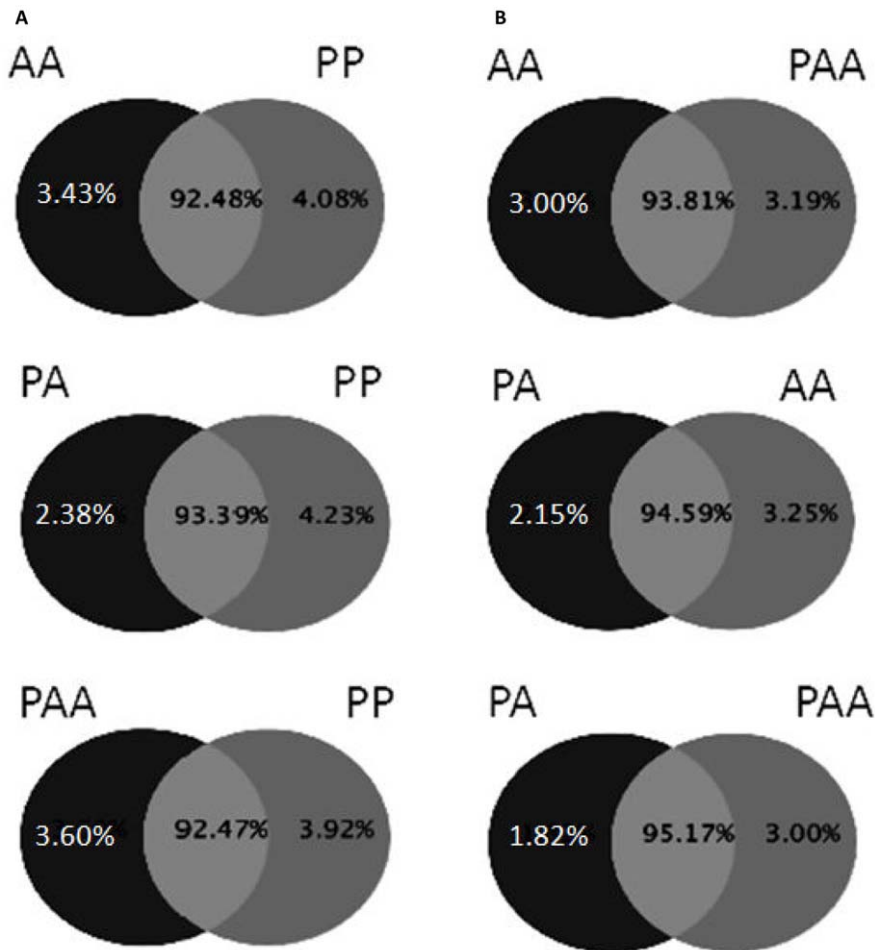 A
B
AA PP
3.43% 92.48% 4.08%
AA PAA
3.00% 93.81% 3.19%
PA PP
2.38% 93.39% 4.23%
PA AA
2.15% 94.59% 3.25%
PAA PP
3.60% 92.47% 3.92%
PA PAA
1.82% 95.17% 3.00%